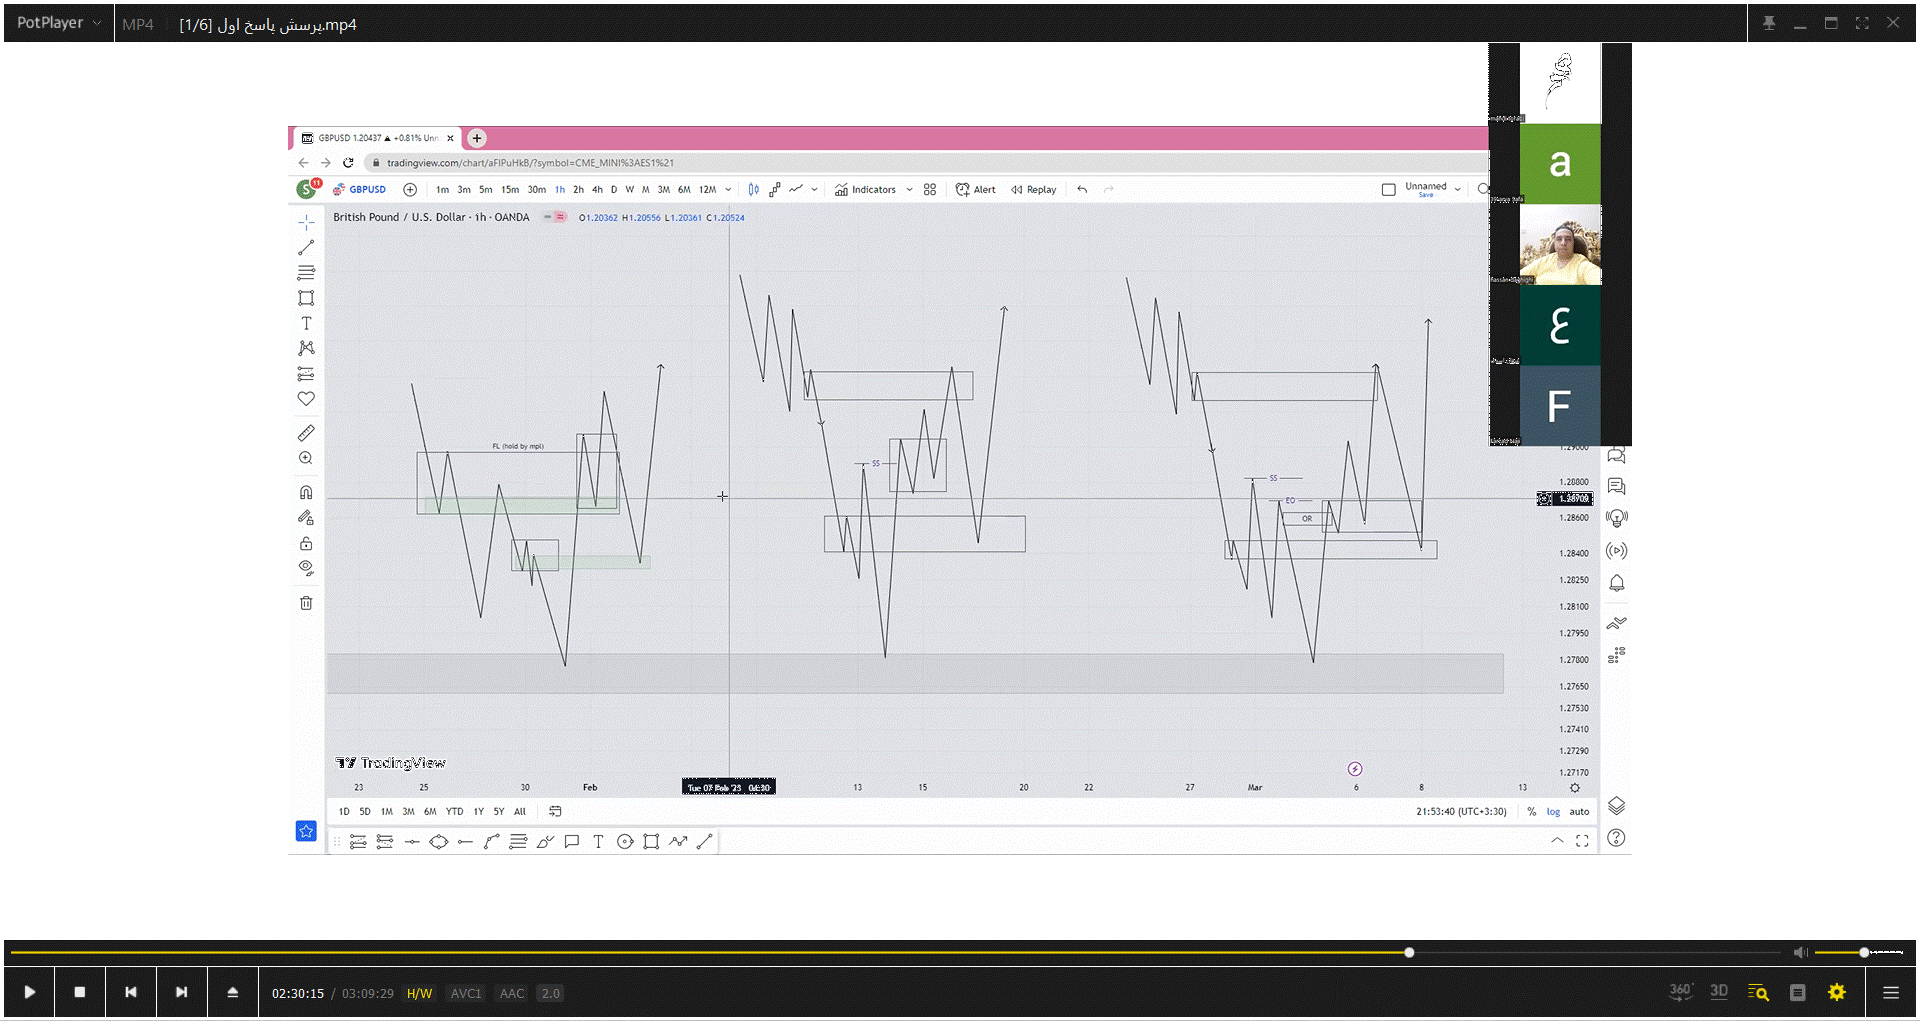 PotPlayer
MP4
پرسش پاسخ اول [1/6].mp4
GBPUSD 1.20437 ▲ +0.81% Unn
tradingview.com/chart/aFIPuHkB/?symbol=CME_MINI%3AES1%21
S 11 GBPUSD 1m 3m 5m 15m 30m 1h 2h 4h D W M 3M 6M 12M Indicators Alert Replay Unnamed
Save
British Pound / U.S. Dollar · 1h · OANDA O1.20362 H1.20556 L1.20361 C1.20524
a
ع
F
FL (hold by mpl)
SS
SS
EO
OR
1.29000
1.28800
1.28600
1.28400
1.28250
1.28100
1.27950
1.27800
1.27650
1.27530
1.27410
1.27290
1.27170
TradingView
23 25 30 Feb Tue 07 Feb '23 13 15 20 22 27 Mar 6 8 13
1D 5D 1M 3M 6M YTD 1Y 5Y All 21:53:40 (UTC+3:30) % log auto
02:30:15 / 03:09:29 H/W AVC1 AAC 2.0 360° 3D